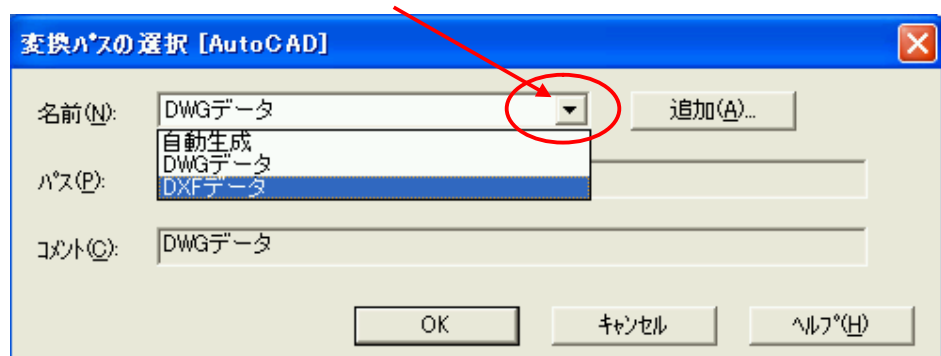 変換ﾊﾟｽの選択 [AutoCAD]
名前(N): DWGデータ 追加(A)...
自動生成
DWGデータ
DXFデータ
ﾊﾟｽ(P):
ｺﾒﾝﾄ(C): DWGデータ
OK ｷｬﾝｾﾙ ﾍﾙﾌﾟ(H)